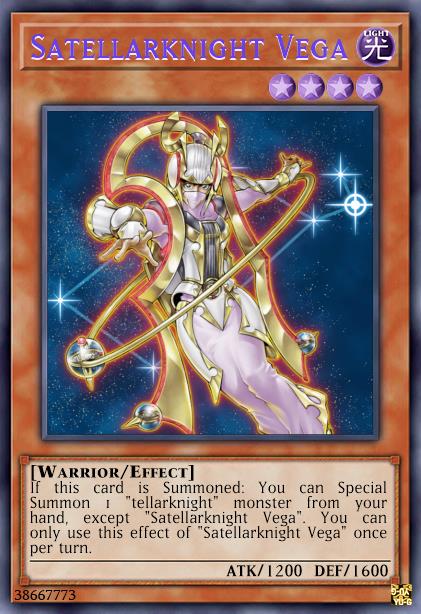 Satellarknight Vega
LIGHT
光
[Warrior/Effect]
If this card is Summoned: You can Special
Summon 1 "tellarknight" monster from your
hand, except "Satellarknight Vega". You can
only use this effect of "Satellarknight Vega" once
per turn.
ATK/1200 DEF/1600
38667773